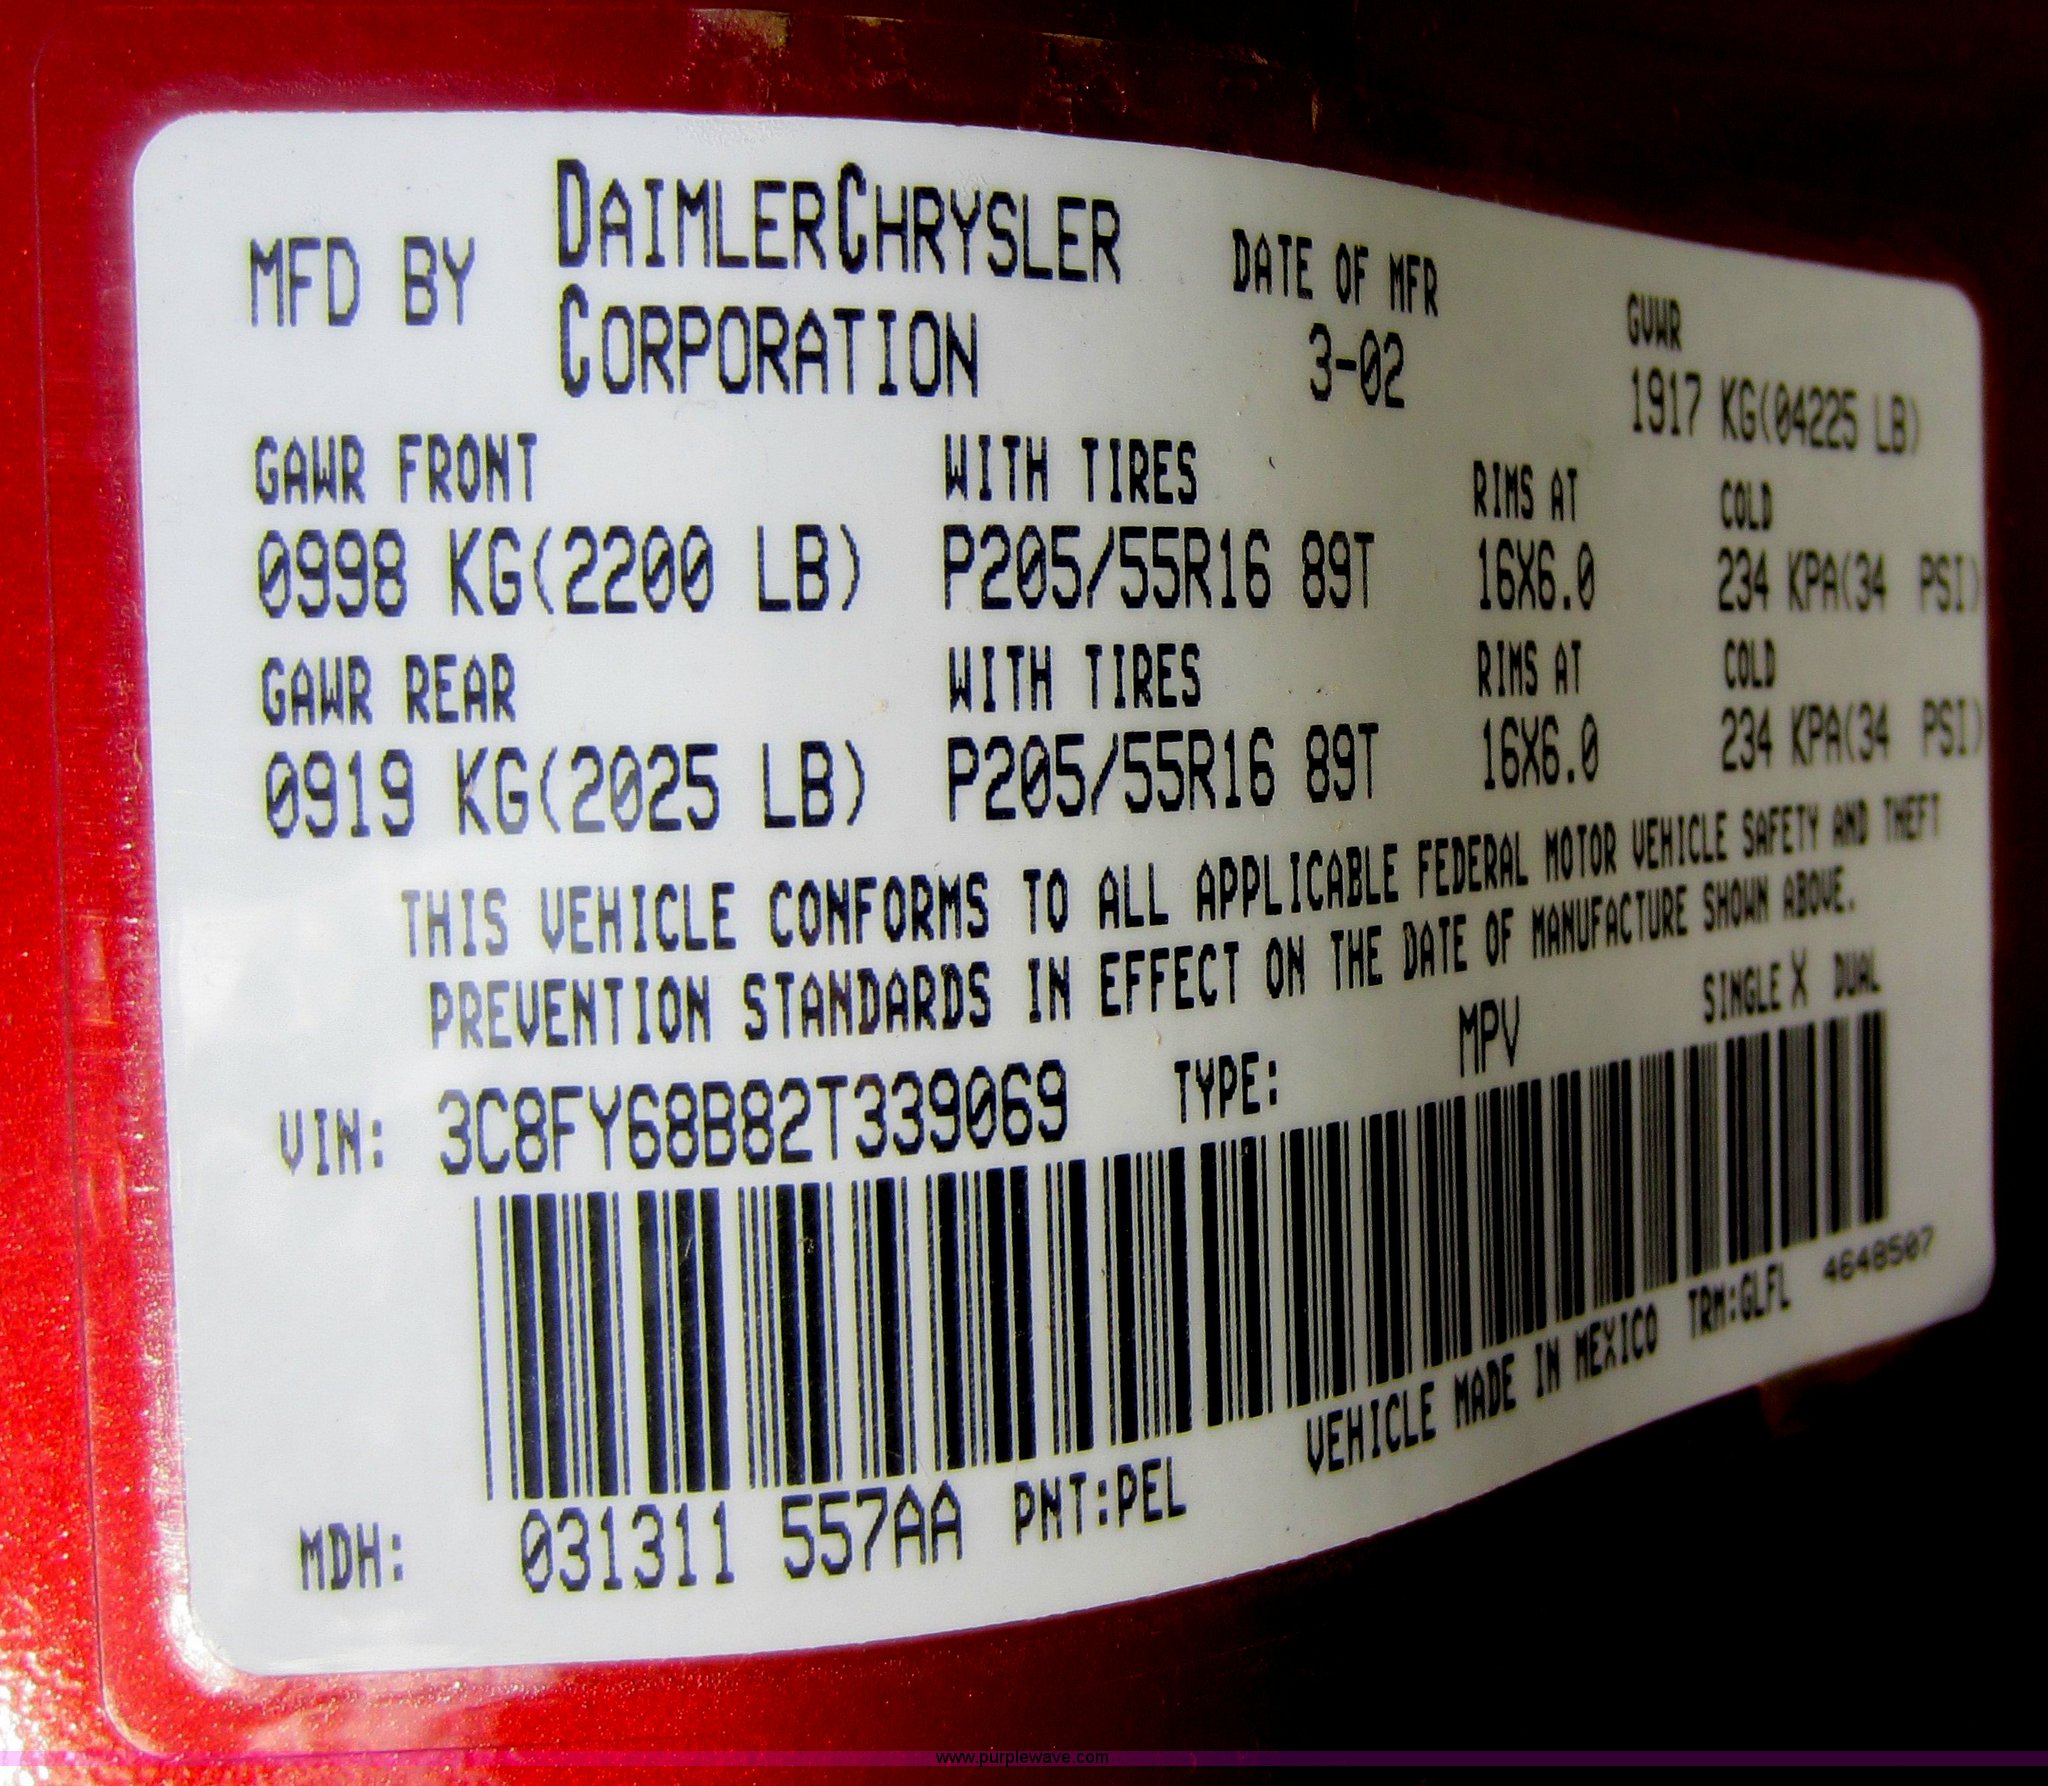 MFD BY DAIMLERCHRYSLER CORPORATION
DATE OF MFR 3-02
GVWR 1917 KG(04225 LB)
GAWR FRONT WITH TIRES RIMS AT COLD
0998 KG(2200 LB) P205/55R16 89T 16X6.0 234 KPA(34 PSI)
GAWR REAR WITH TIRES RIMS AT COLD
0919 KG(2025 LB) P205/55R16 89T 16X6.0 234 KPA(34 PSI)
THIS VEHICLE CONFORMS TO ALL APPLICABLE FEDERAL MOTOR VEHICLE SAFETY AND THEFT
PREVENTION STANDARDS IN EFFECT ON THE DATE OF MANUFACTURE SHOWN ABOVE.
VIN: 3C8FY68B82T339069 TYPE: MPV SINGLE X DUAL
MDH: 031311 557AA PNT:PEL VEHICLE MADE IN MEXICO TRM:GLFL 4648507
www.purplewave.com